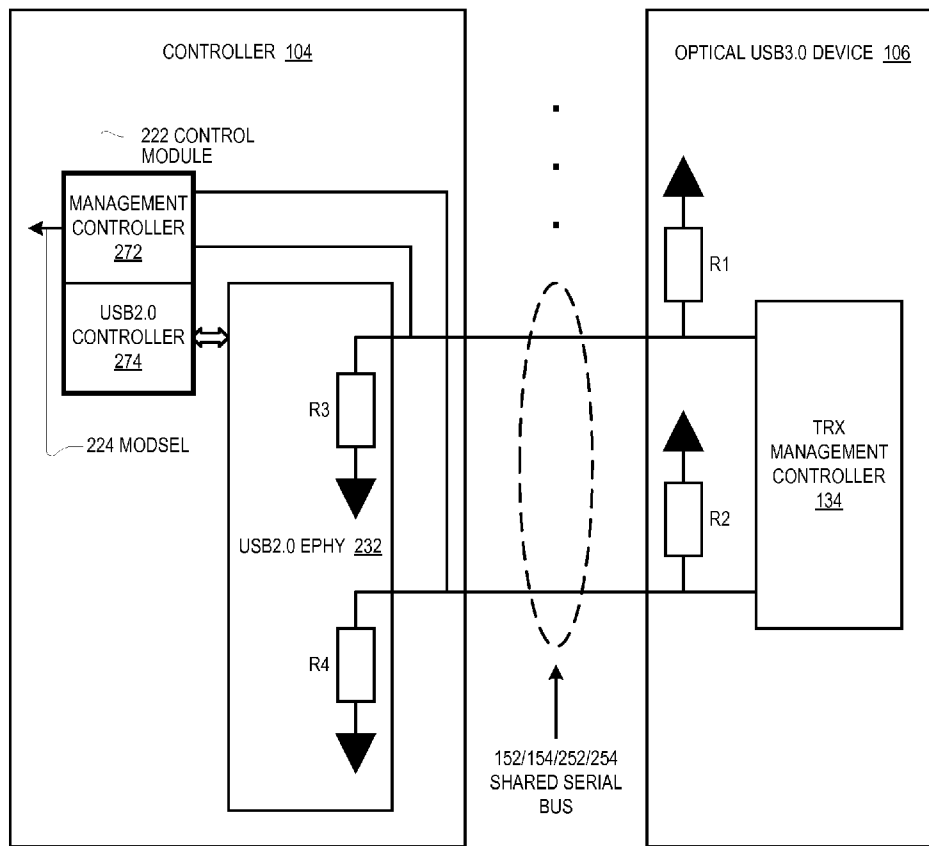 CONTROLLER 104
OPTICAL USB3.0 DEVICE 106
222 CONTROL
MODULE
MANAGEMENT
CONTROLLER
272
USB2.0
CONTROLLER
274
224 MODSEL
R3
USB2.0 EPHY 232
R4
R1
R2
TRX
MANAGEMENT
CONTROLLER
134
152/154/252/254
SHARED SERIAL
BUS